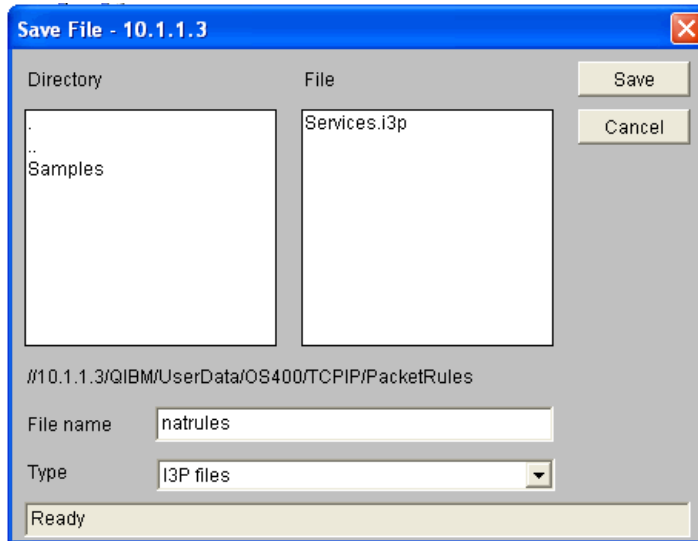 Save File - 10.1.1.3
Directory
File
Save
.
..
Samples
Services.i3p
Cancel
//10.1.1.3/QIBM/UserData/OS400/TCPIP/PacketRules
File name
natrules
Type
I3P files
Ready